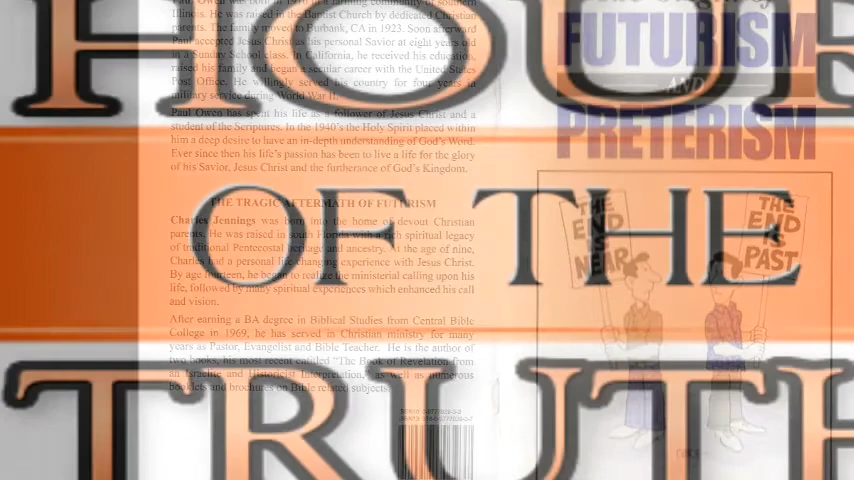 HOUR
OF THE
TRUTH
Paul Owen was born in 1916 to a farming community of southern
Illinois. He was raised in the Baptist Church by dedicated Christian
parents. The family moved to Burbank, CA in 1923. Soon afterward
Paul accepted Jesus Christ as his personal Savior at eight years old
in a Sunday School class. In California, he received his education,
raised his family and began a secular career with the United States
Post Office. He willingly served his country for four years in
military service during World War II.
Paul Owen has spent his life as a follower of Jesus Christ and a
student of the Scriptures. In the 1940's the Holy Spirit placed within
him a deep desire to have an in-depth understanding of God's Word.
Ever since then his life's passion has been to live a life for the glory
of his Savior, Jesus Christ and the furtherance of God's Kingdom.
THE TRAGIC AFTERMATH OF FUTURISM
Charles Jennings was born into the home of devout Christian
parents. He was raised in south Florida with a rich spiritual legacy
of traditional Pentecostal heritage and ancestry. At the age of nine,
Charles had a personal life changing experience with Jesus Christ.
By age fourteen, he began to realize the ministerial calling upon his
life, followed by many spiritual experiences which enhanced his call
and vision.
After earning a BA degree in Biblical Studies from Central Bible
College in 1969, he has served in Christian ministry for many
years as Pastor, Evangelist and Bible Teacher. He is the author of
two books, his most recent entitled "The Book of Revelation from
an Israelite and Historicist Interpretation," as well as numerous
booklets and brochures on Bible related subjects.
FUTURISM
AND
PRETERISM
THE
END
IS
NEAR
THE
END
IS
PAST